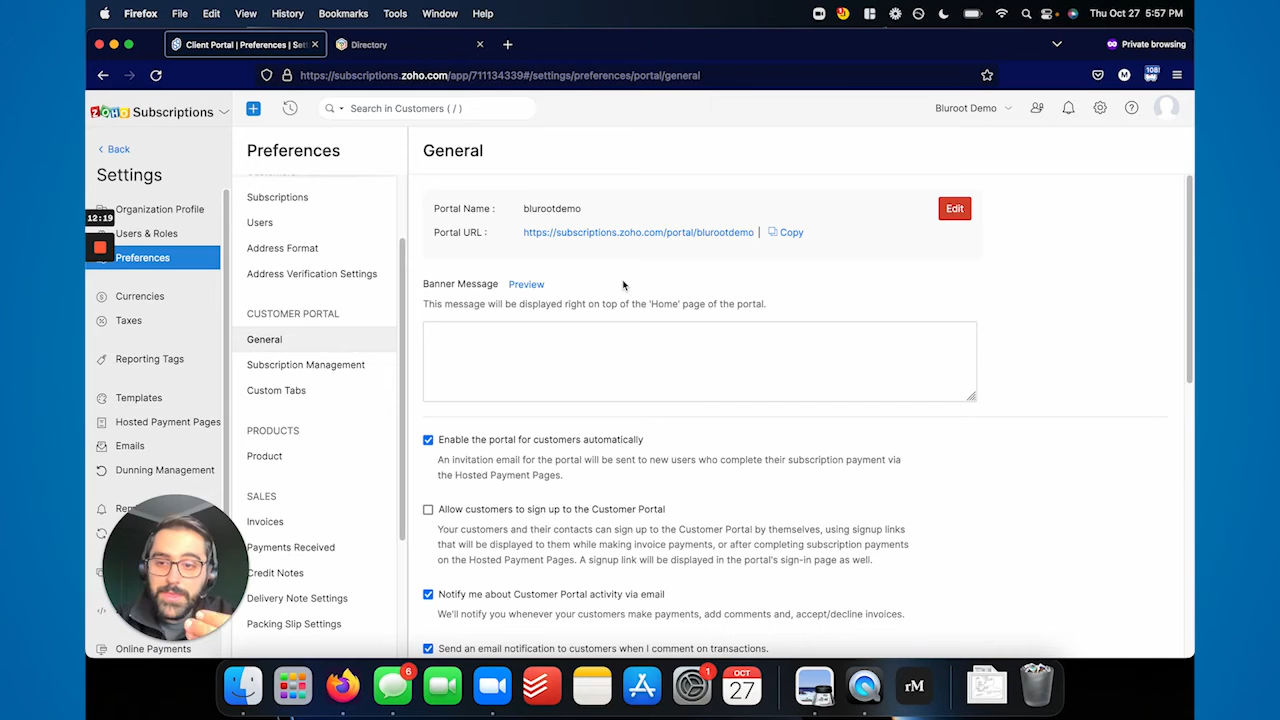 Firefox File Edit View History Bookmarks Tools Window Help
Thu Oct 27 5:57 PM
Client Portal | Preferences | Set
Directory
Private browsing
https://subscriptions.zoho.com/app/711134339#/settings/preferences/portal/general
108!
M
ZOHO Subscriptions
Search in Customers ( / )
Bluroot Demo
Back
Settings
Organization Profile
12:19
Users & Roles
Preferences
Currencies
Taxes
Reporting Tags
Templates
Hosted Payment Pages
Emails
Dunning Management
Online Payments
Preferences
Subscriptions
Users
Address Format
Address Verification Settings
CUSTOMER PORTAL
General
Subscription Management
Custom Tabs
PRODUCTS
Product
SALES
Invoices
Payments Received
Credit Notes
Delivery Note Settings
Packing Slip Settings
General
Portal Name : blurootdemo
Edit
Portal URL : https://subscriptions.zoho.com/portal/blurootdemo | Copy
Banner Message Preview
This message will be displayed right on top of the 'Home' page of the portal.
Enable the portal for customers automatically
An invitation email for the portal will be sent to new users who complete their subscription payment via
the Hosted Payment Pages.
Allow customers to sign up to the Customer Portal
Your customers and their contacts can sign up to the Customer Portal by themselves, using signup links
that will be displayed to them while making invoice payments, or after completing subscription payments
on the Hosted Payment Pages. A signup link will be displayed in the portal's sign-in page as well.
Notify me about Customer Portal activity via email
We'll notify you whenever your customers make payments, add comments and, accept/decline invoices.
Send an email notification to customers when I comment on transactions.
6
1
OCT
27
rM